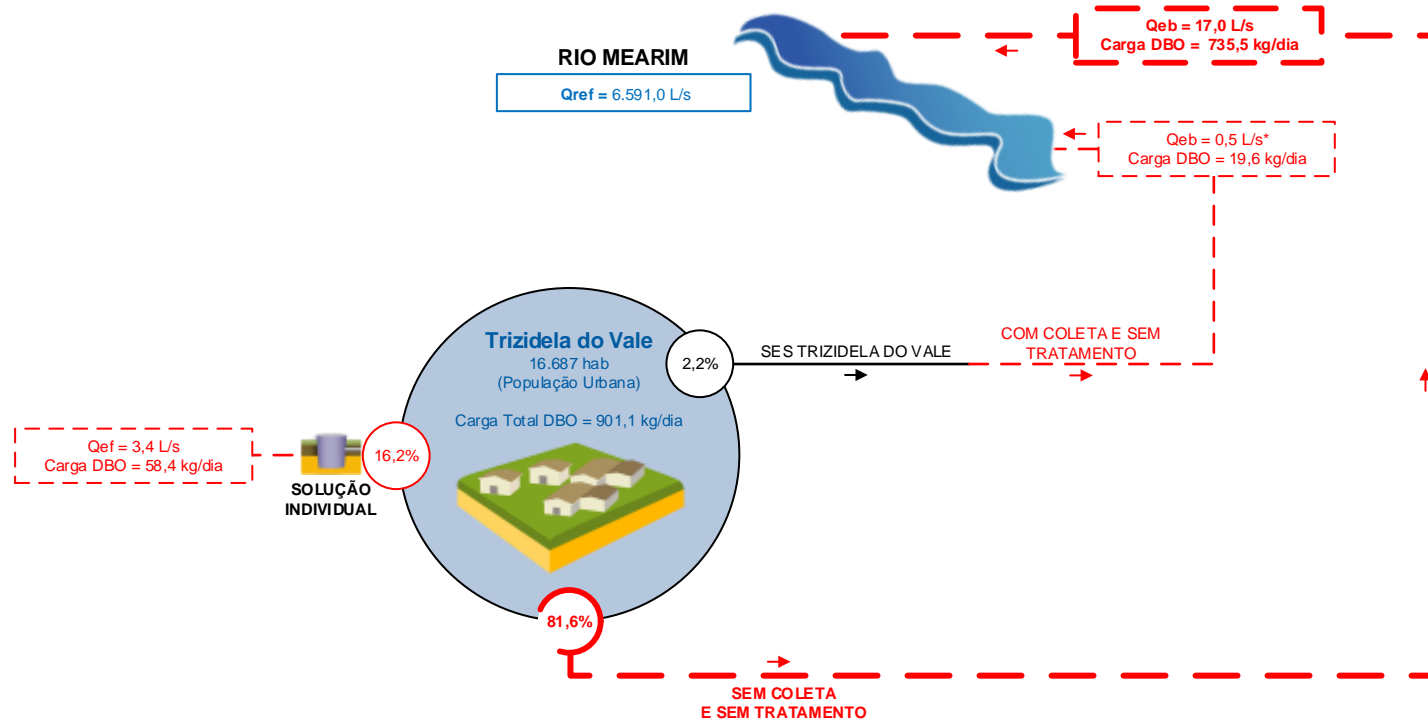 Qeb = 17,0 L/s
Carga DBO = 735,5 kg/dia
RIO MEARIM
Qref = 6.591,0 L/s
Qeb = 0,5 L/s*
Carga DBO = 19,6 kg/dia
Trizidela do Vale
16.687 hab
(População Urbana)
Carga Total DBO = 901,1 kg/dia
2,2%
SES TRIZIDELA DO VALE
COM COLETA E SEM
TRATAMENTO
Qef = 3,4 L/s
Carga DBO = 58,4 kg/dia
SOLUÇÃO
INDIVIDUAL
16,2%
81,6%
SEM COLETA
E SEM TRATAMENTO